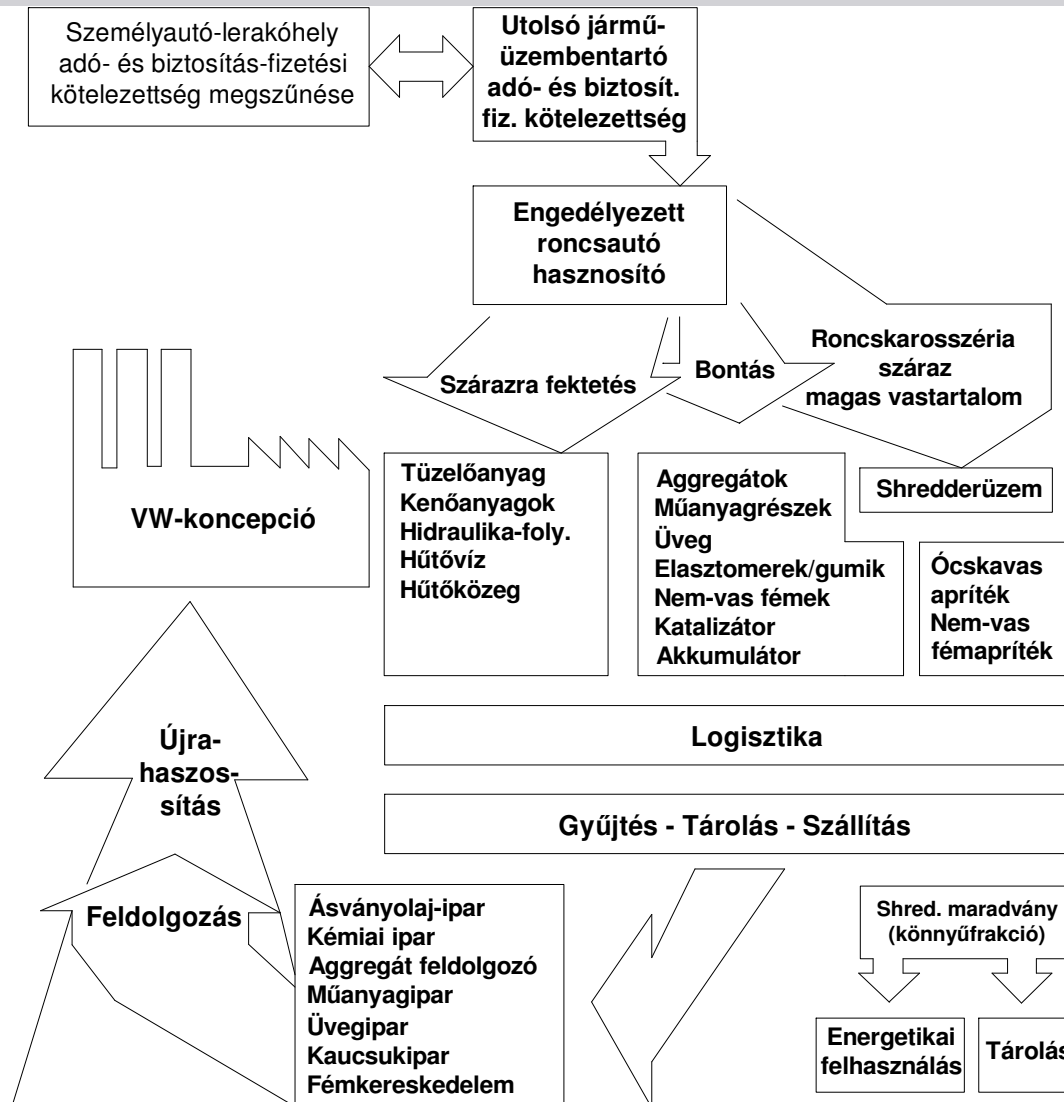 Személyautó-lerakóhely
adó- és biztosítás-fizetési
kötelezettség megszűnése
Utolsó jármű-
üzembentartó
adó- és biztosít.
fiz. kötelezettség
Engedélyezett
roncsautó
hasznosító
Szárazra fektetés
Bontás
Roncskarosszéria
száraz
magas vastartalom
VW-koncepció
Tüzelőanyag
Kenőanyagok
Hidraulika-foly.
Hűtővíz
Hűtőközeg
Aggregátok
Műanyagrészek
Üveg
Elasztomerek/gumik
Nem-vas fémek
Katalizátor
Akkumulátor
Shredderüzem
Ócskavas
apríték
Nem-vas
fémapríték
Logisztika
Gyűjtés - Tárolás - Szállítás
Újra-
haszos-
sítás
Feldolgozás
Ásványolaj-ipar
Kémiai ipar
Aggregát feldolgozó
Műanyagipar
Üvegipar
Kaucsukipar
Fémkereskedelem
Shred. maradvány
(könnyűfrakció)
Energetikai
felhasználás
Tárolás